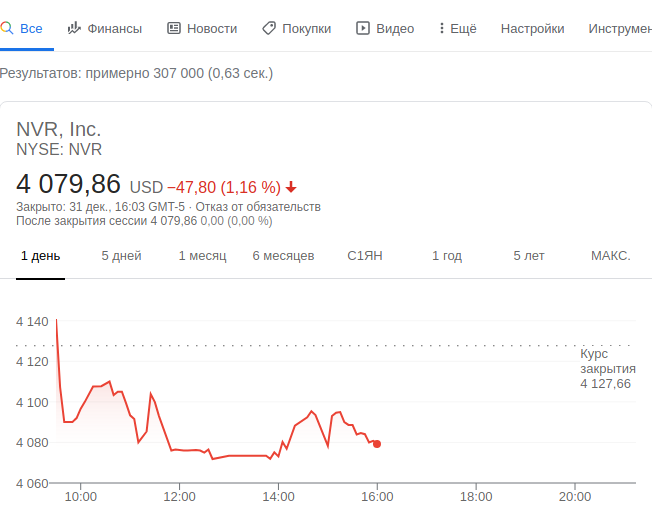 Все Финансы Новости Покупки Видео Ещё Настройки Инструмен
Результатов: примерно 307 000 (0,63 сек.)
NVR, Inc.
NYSE: NVR
4 079,86 USD −47,80 (1,16 %)
Закрыто: 31 дек., 16:03 GMT-5 · Отказ от обязательств
После закрытия сессии 4 079,86 0,00 (0,00 %)
1 день 5 дней 1 месяц 6 месяцев С1ЯН 1 год 5 лет МАКС.
4 140
Курс
закрытия
4 127,66
4 120
4 100
4 080
4 060
10:00 12:00 14:00 16:00 18:00 20:00